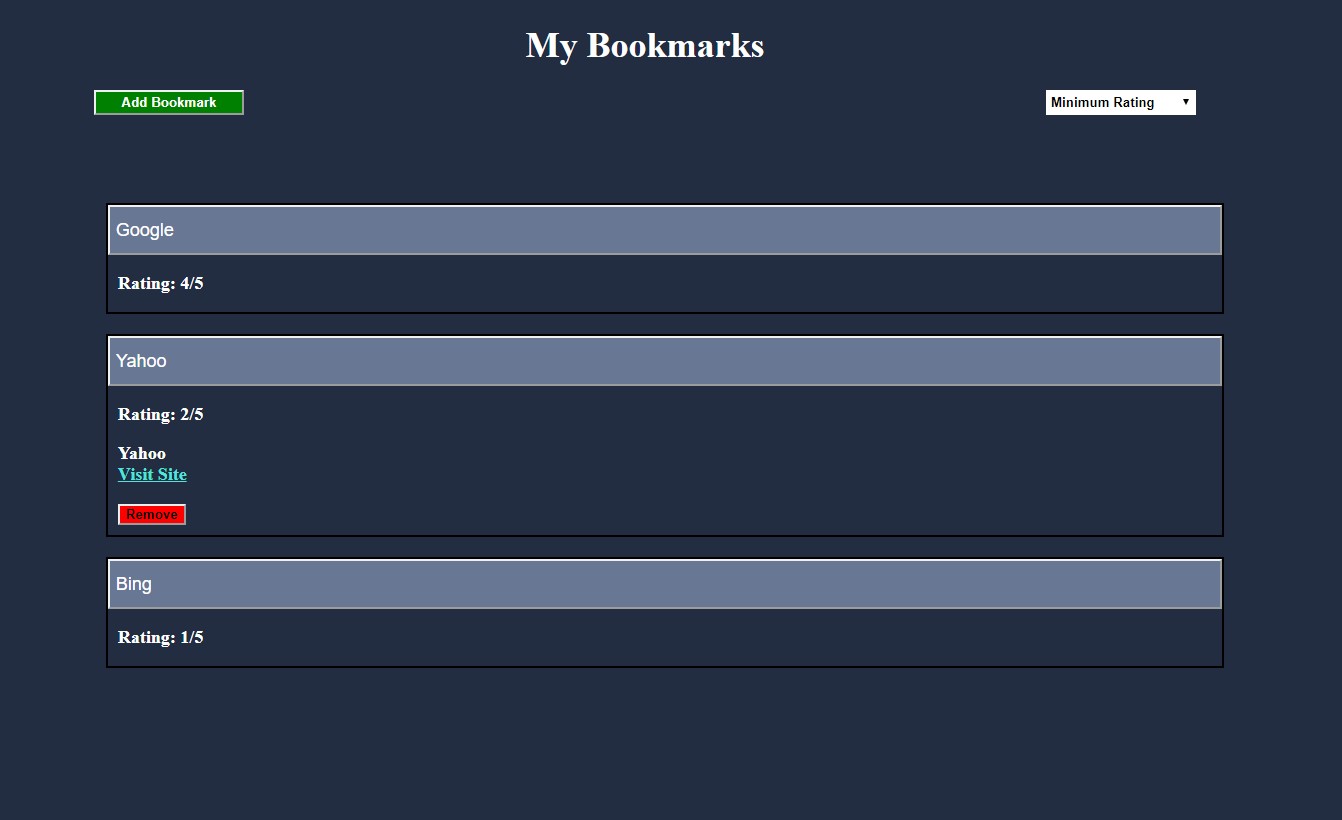 My Bookmarks
Add Bookmark
Minimum Rating
Google
Rating: 4/5
Yahoo
Rating: 2/5
Yahoo
Visit Site
Remove
Bing
Rating: 1/5